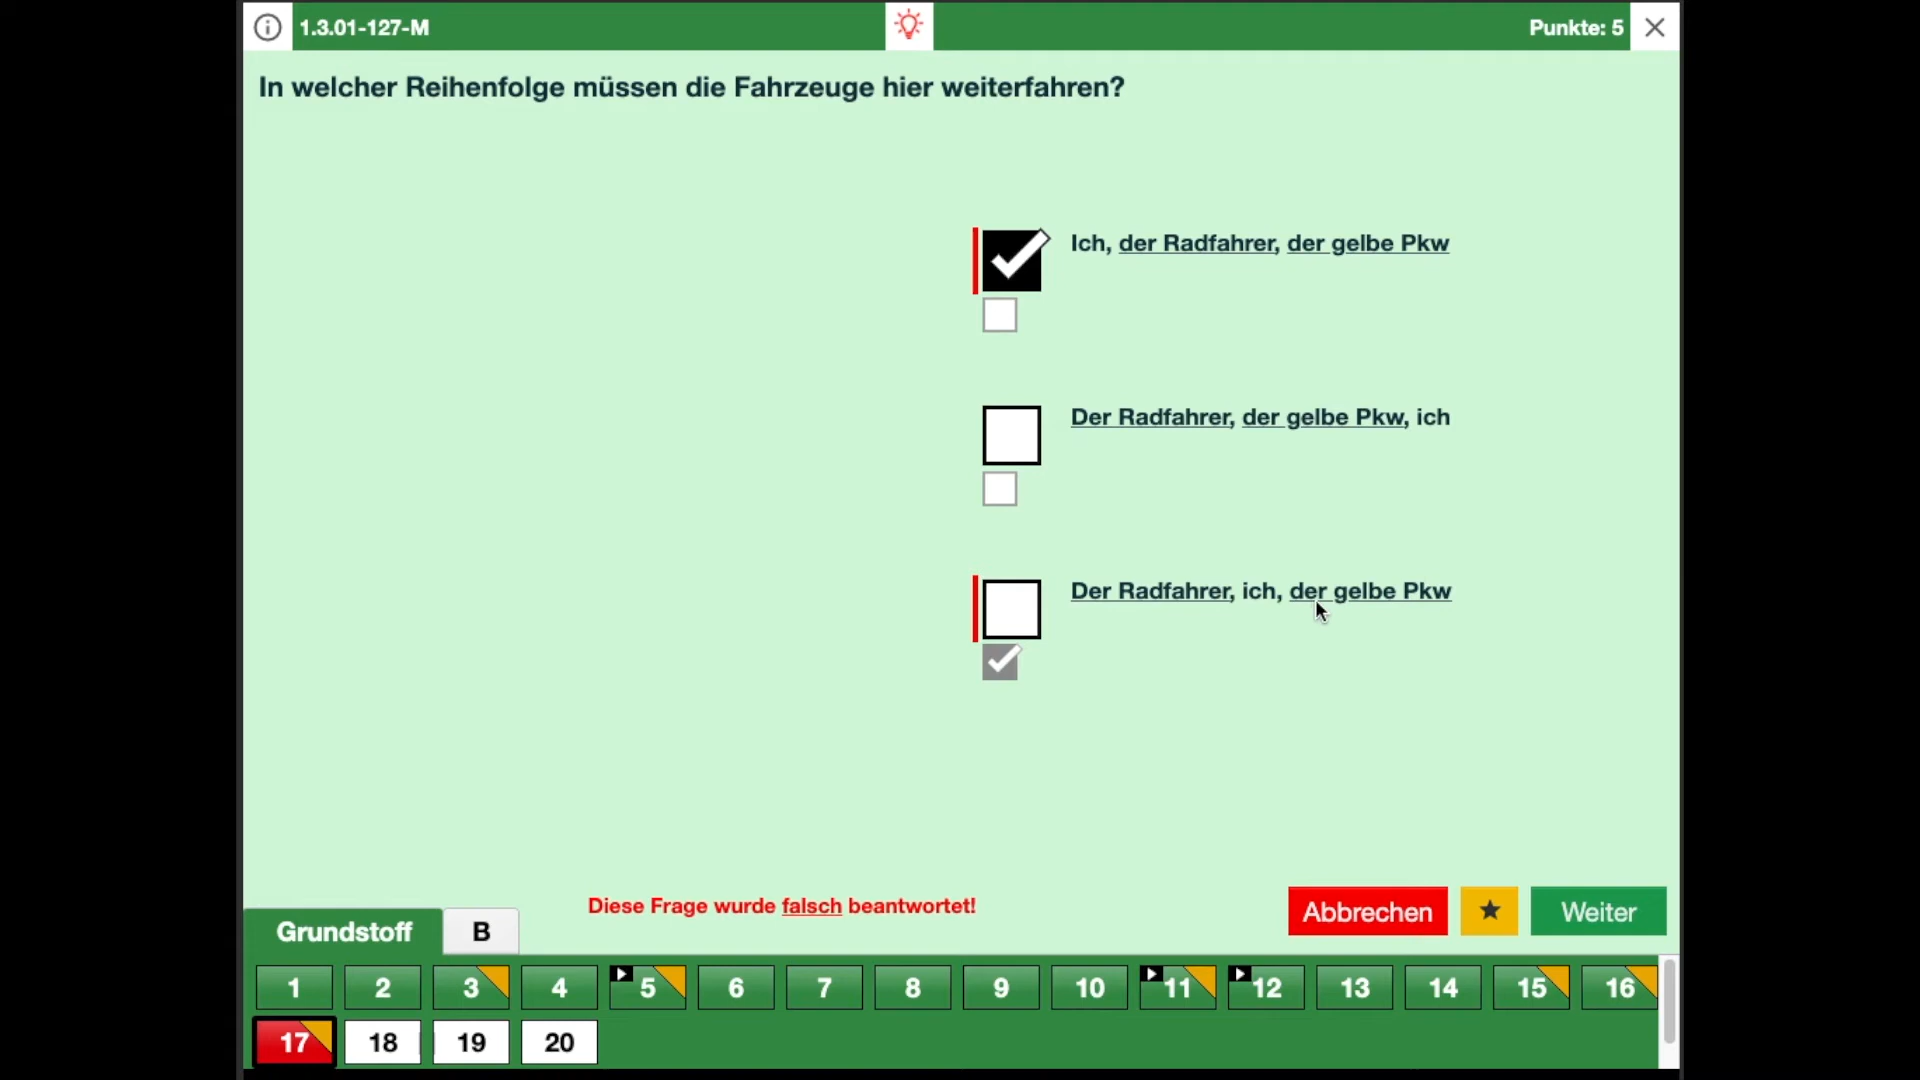 1.3.01-127-M
Punkte: 5
In welcher Reihenfolge müssen die Fahrzeuge hier weiterfahren?
Ich, der Radfahrer, der gelbe Pkw
Der Radfahrer, der gelbe Pkw, ich
Der Radfahrer, ich, der gelbe Pkw
Diese Frage wurde falsch beantwortet!
Abbrechen
Weiter
Grundstoff
B
1 2 3 4 5 6 7 8 9 10 11 12 13 14 15 16
17 18 19 20